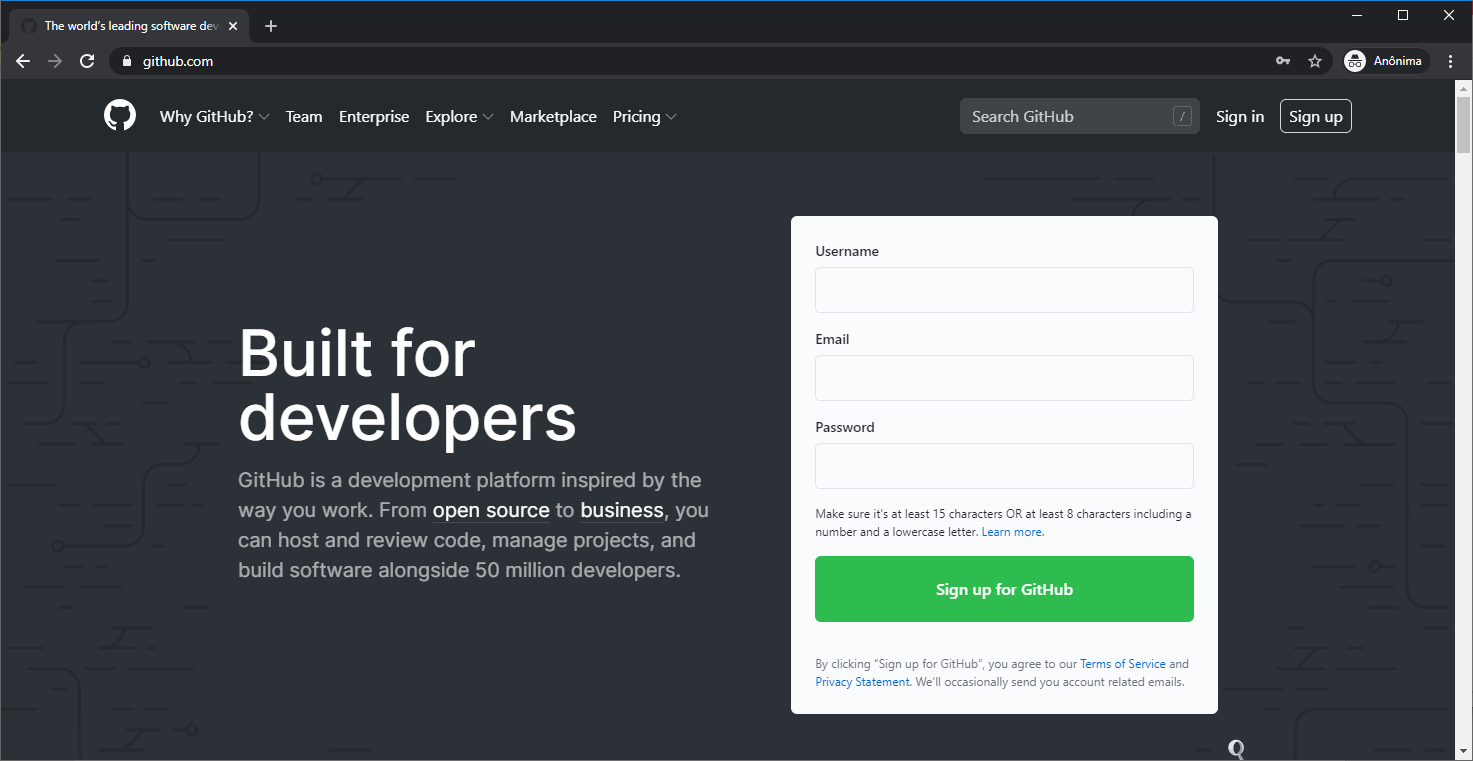 The world's leading software dev
github.com
Anônima
Why GitHub? Team Enterprise Explore Marketplace Pricing
Search GitHub /
Sign in
Sign up
Built for
developers
GitHub is a development platform inspired by the
way you work. From open source to business, you
can host and review code, manage projects, and
build software alongside 50 million developers.
Username
Email
Password
Make sure it's at least 15 characters OR at least 8 characters including a
number and a lowercase letter. Learn more.
Sign up for GitHub
By clicking “Sign up for GitHub”, you agree to our Terms of Service and
Privacy Statement. We’ll occasionally send you account related emails.